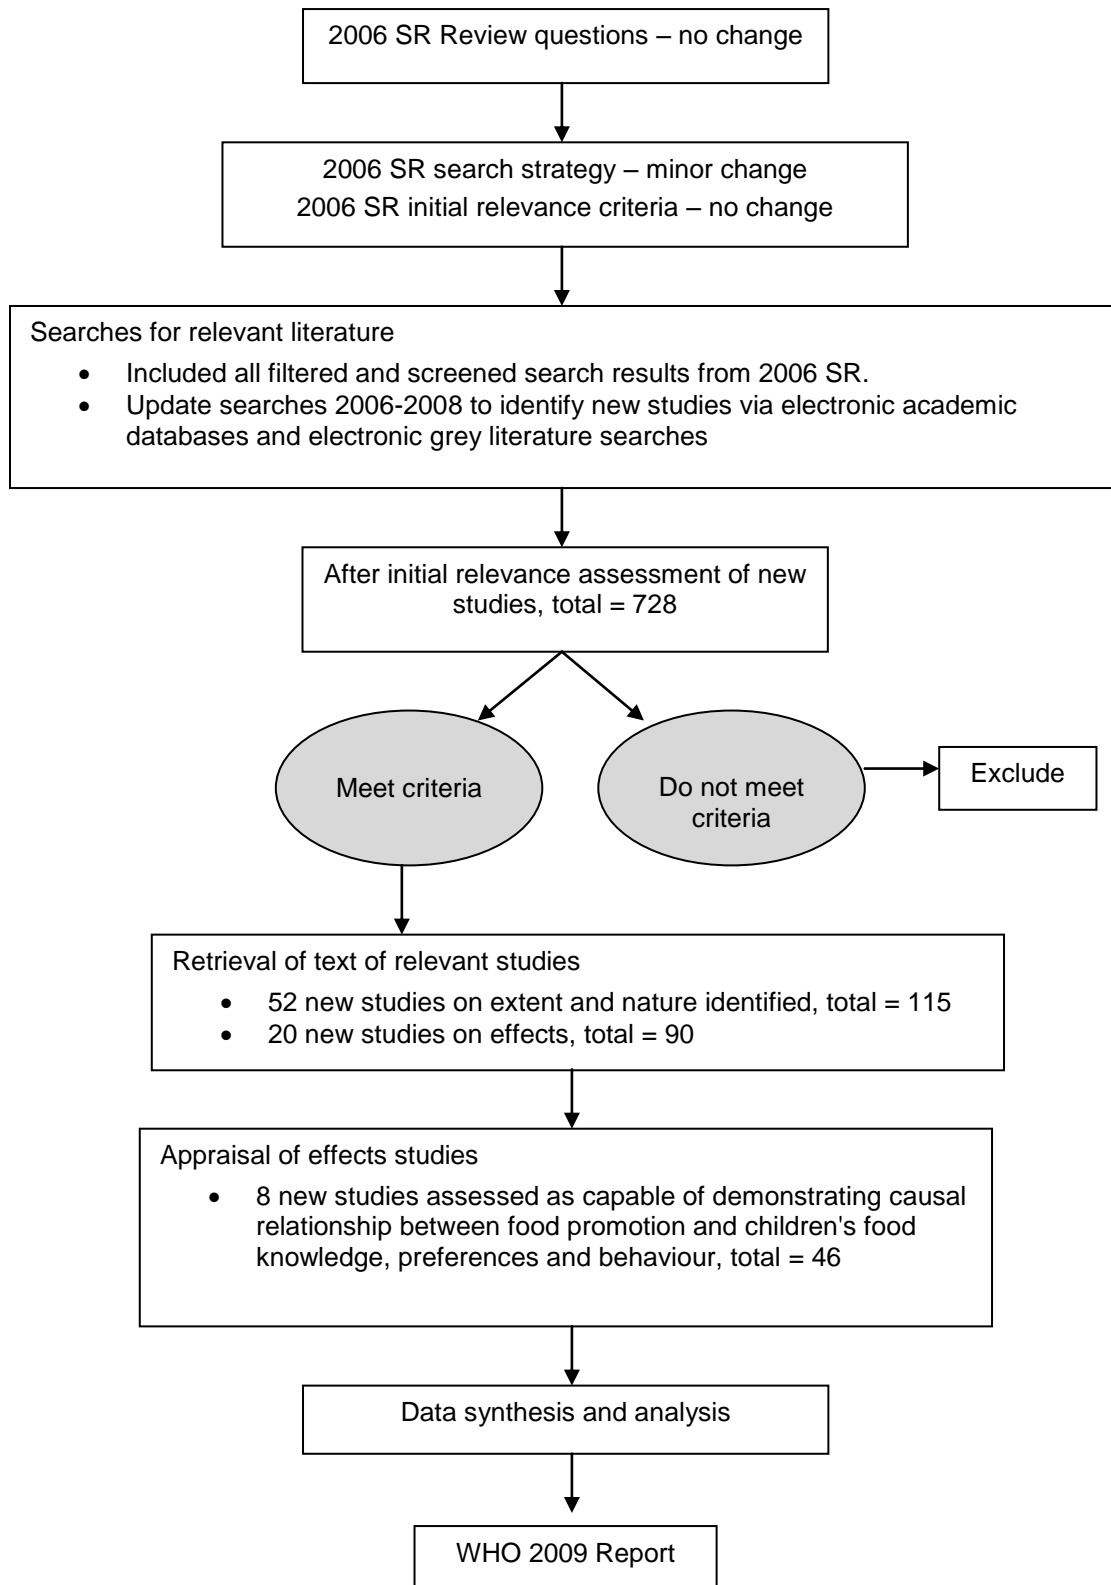 2006 SR Review questions – no change
2006 SR search strategy – minor change
2006 SR initial relevance criteria – no change
Searches for relevant literature
• Included all filtered and screened search results from 2006 SR.
• Update searches 2006-2008 to identify new studies via electronic academic
databases and electronic grey literature searches
After initial relevance assessment of new
studies, total = 728
Meet criteria
Do not meet
criteria
Exclude
Retrieval of text of relevant studies
• 52 new studies on extent and nature identified, total = 115
• 20 new studies on effects, total = 90
Appraisal of effects studies
• 8 new studies assessed as capable of demonstrating causal
relationship between food promotion and children's food
knowledge, preferences and behaviour, total = 46
Data synthesis and analysis
WHO 2009 Report